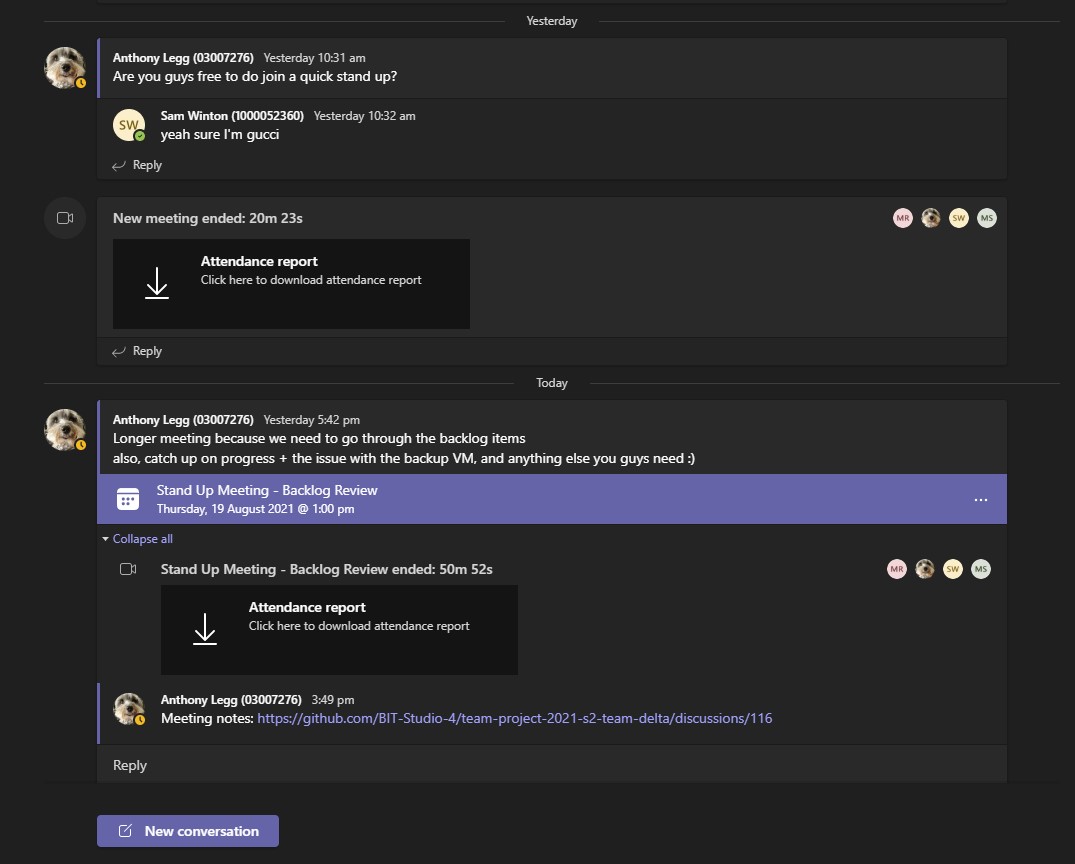 Yesterday
Anthony Legg (03007276) Yesterday 10:31 am
Are you guys free to do join a quick stand up?
SW
Sam Winton (1000052360) Yesterday 10:32 am
yeah sure I'm gucci
Reply
New meeting ended: 20m 23s
MR SW MS
Attendance report
Click here to download attendance report
Reply
Today
Anthony Legg (03007276) Yesterday 5:42 pm
Longer meeting because we need to go through the backlog items
also, catch up on progress + the issue with the backup VM, and anything else you guys need :)
Stand Up Meeting - Backlog Review
Thursday, 19 August 2021 @ 1:00 pm
...
Collapse all
Stand Up Meeting - Backlog Review ended: 50m 52s
MR SW MS
Attendance report
Click here to download attendance report
Anthony Legg (03007276) 3:49 pm
Meeting notes: https://github.com/BIT-Studio-4/team-project-2021-s2-team-delta/discussions/116
Reply
New conversation